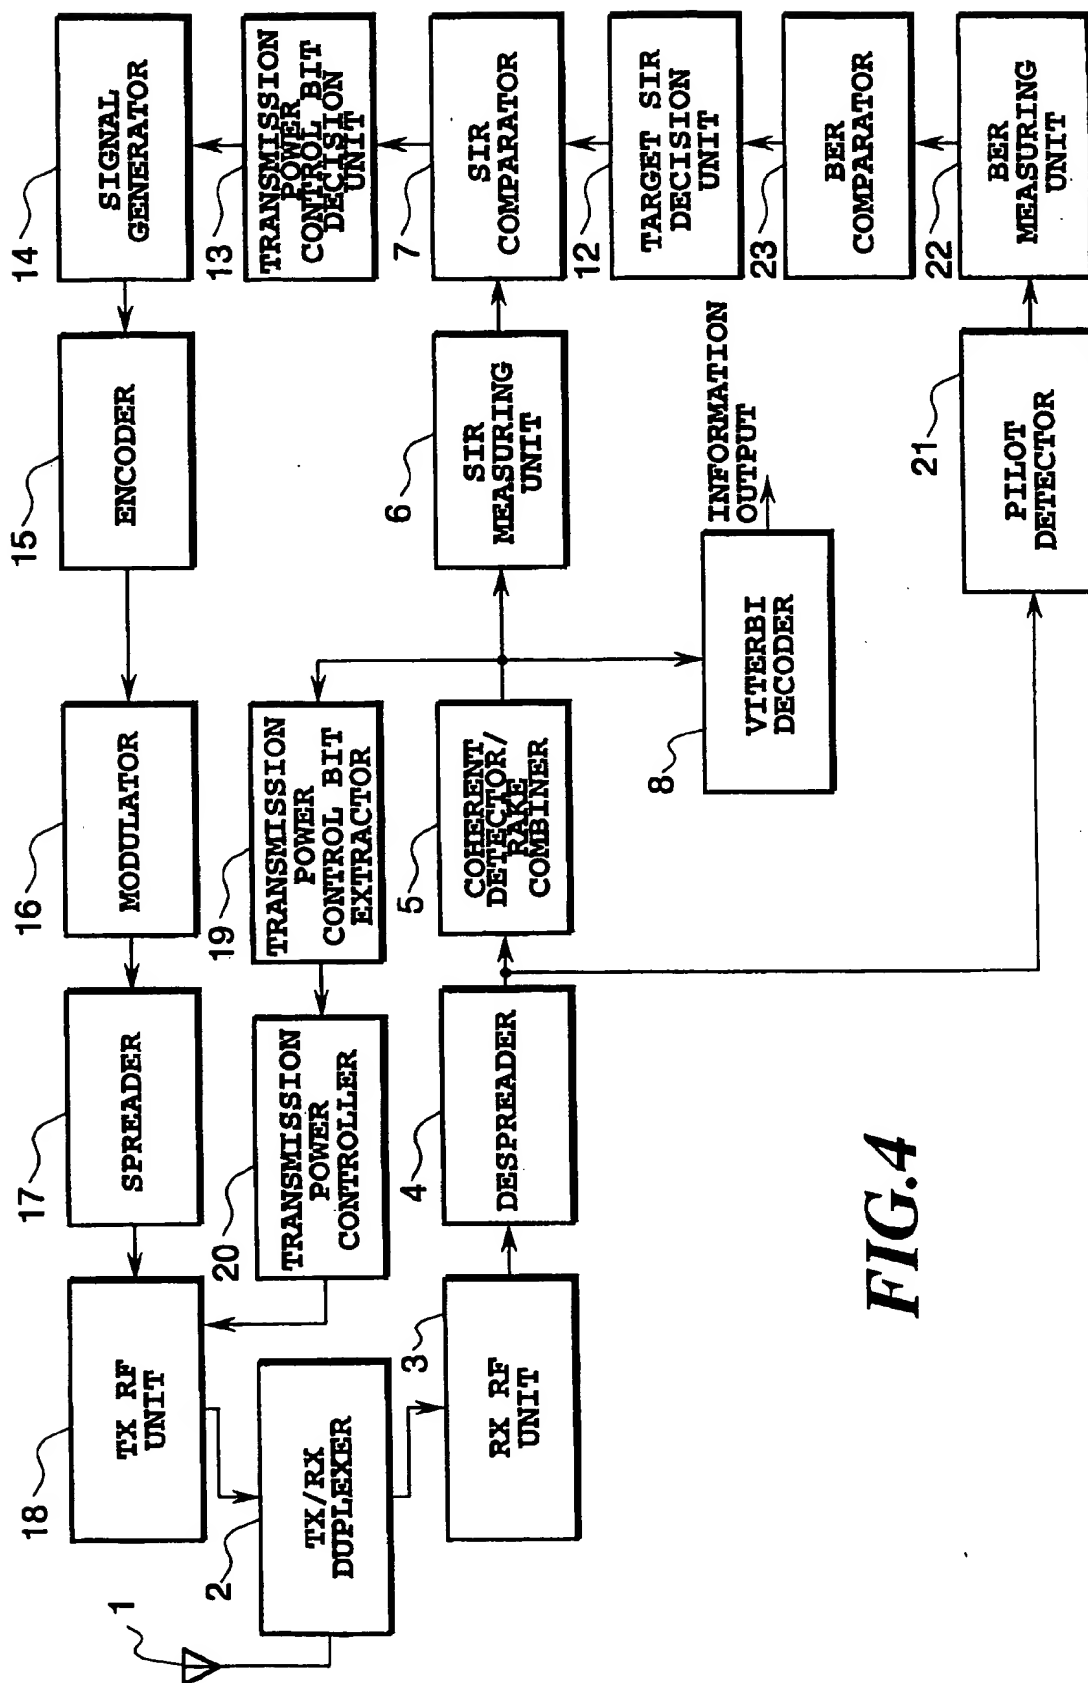 1
2
TX/RX
DUPLEXER
18
TX RF
UNIT
17
SPREADER
16
MODULATOR
15
ENCODER
14
SIGNAL
GENERATOR
20
TRANSMISSION
POWER
CONTROLLER
19
TRANSMISSION
POWER
CONTROL BIT
EXTRACTOR
13
TRANSMISSION
POWER
CONTROL BIT
DECISION
UNIT
3
RX RF
UNIT
4
DESPREADER
5
COHERENT
DETECTOR/
RAKE
COMBINER
6
SIR
MEASURING
UNIT
7
SIR
COMPARATOR
12
TARGET SIR
DECISION
UNIT
8
VITERBI
DECODER
INFORMATION
OUTPUT
23
BER
COMPARATOR
21
PILOT
DETECTOR
22
BER
MEASURING
UNIT
FIG.4